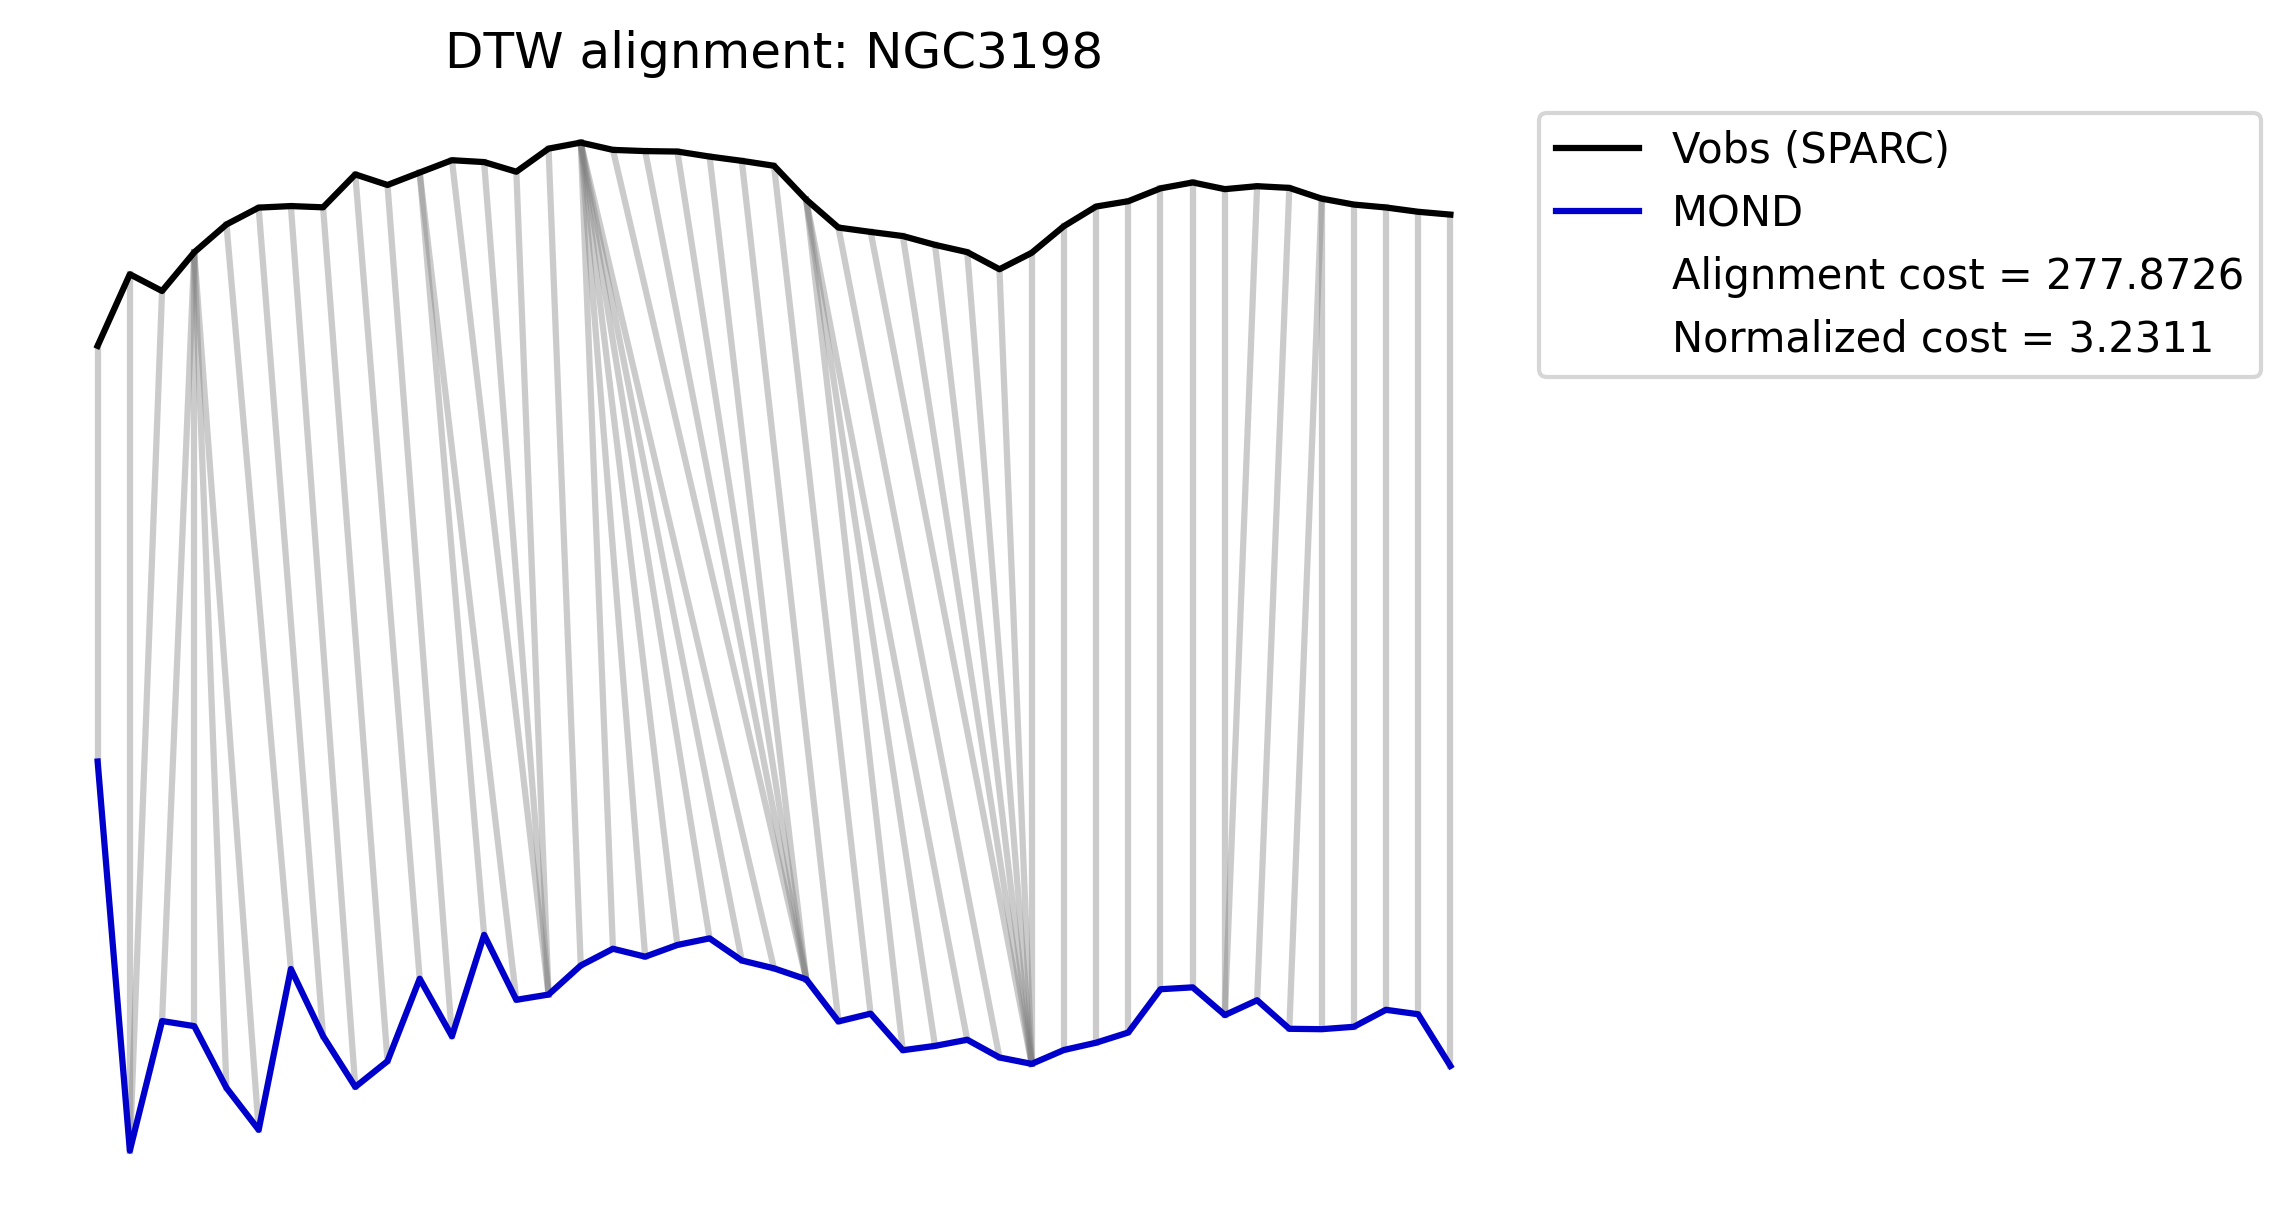 DTW alignment: NGC3198
Vobs (SPARC)
MOND
Alignment cost = 277.8726
Normalized cost = 3.2311